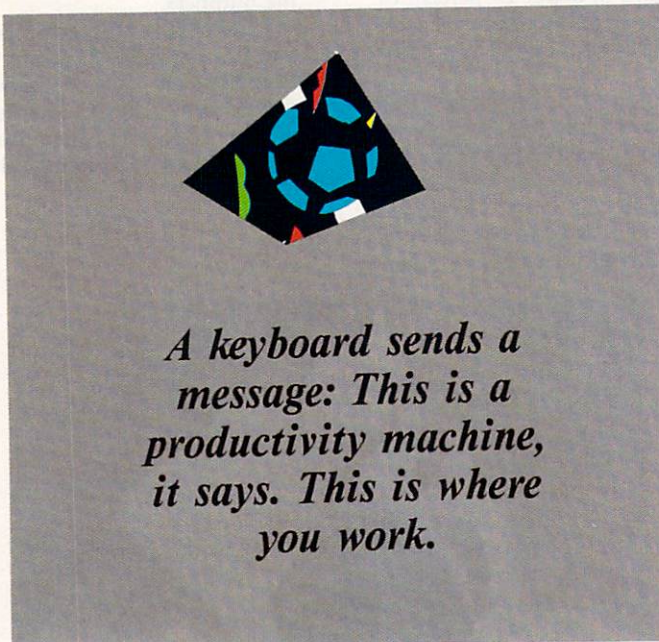 A keyboard sends a
message: This is a
productivity machine,
it says. This is where
you work.